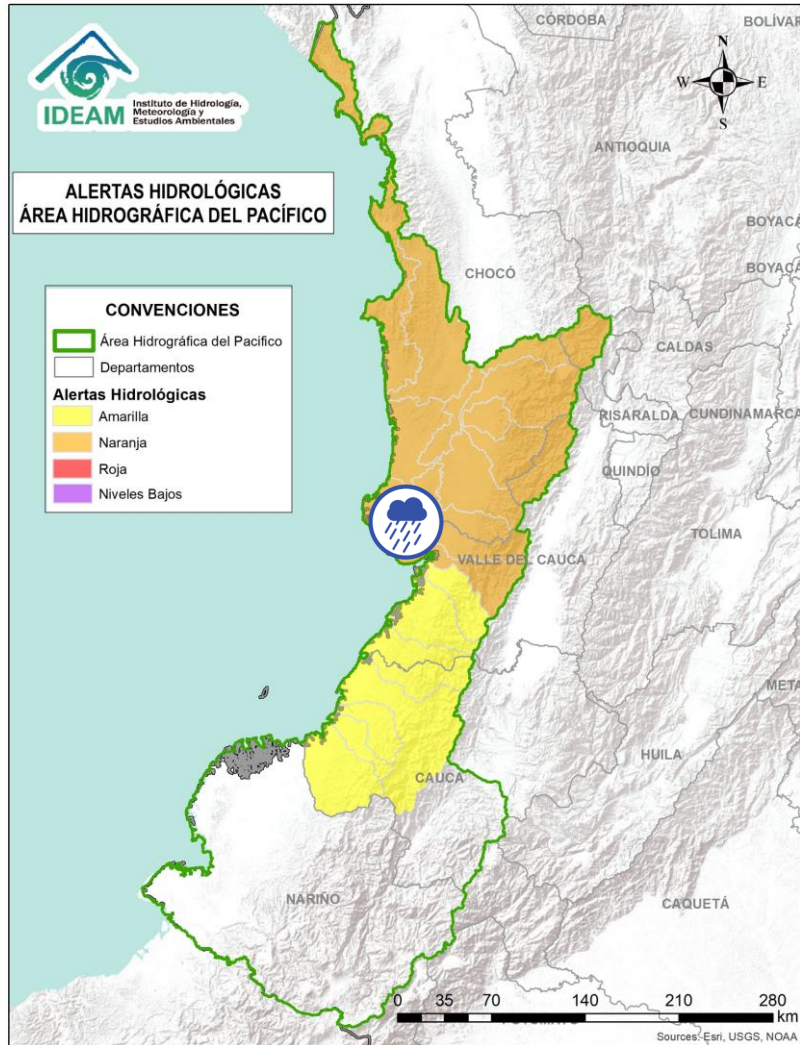 CÓRDOBA
BOLÍVAR
IDEAM
Instituto de Hidrología,
Meteorología y
Estudios Ambientales
N
W E
S
ANTIOQUIA
ALERTAS HIDROLÓGICAS
ÁREA HIDROGRÁFICA DEL PACÍFICO
BOYACÁ
BOYACÁ
CHOCÓ
CONVENCIONES
Área Hidrográfica del Pacifico
Departamentos
Alertas Hidrológicas
Amarilla
Naranja
Roja
Niveles Bajos
CALDAS
RISARALDA
CUNDINAMARCA
QUINDÍO
TOLIMA
VALLE DEL CAUCA
META
HUILA
CAUCA
NARIÑO
CAQUETÁ
0 35 70 140 210 280
km
Sources: Esri, USGS, NOAA